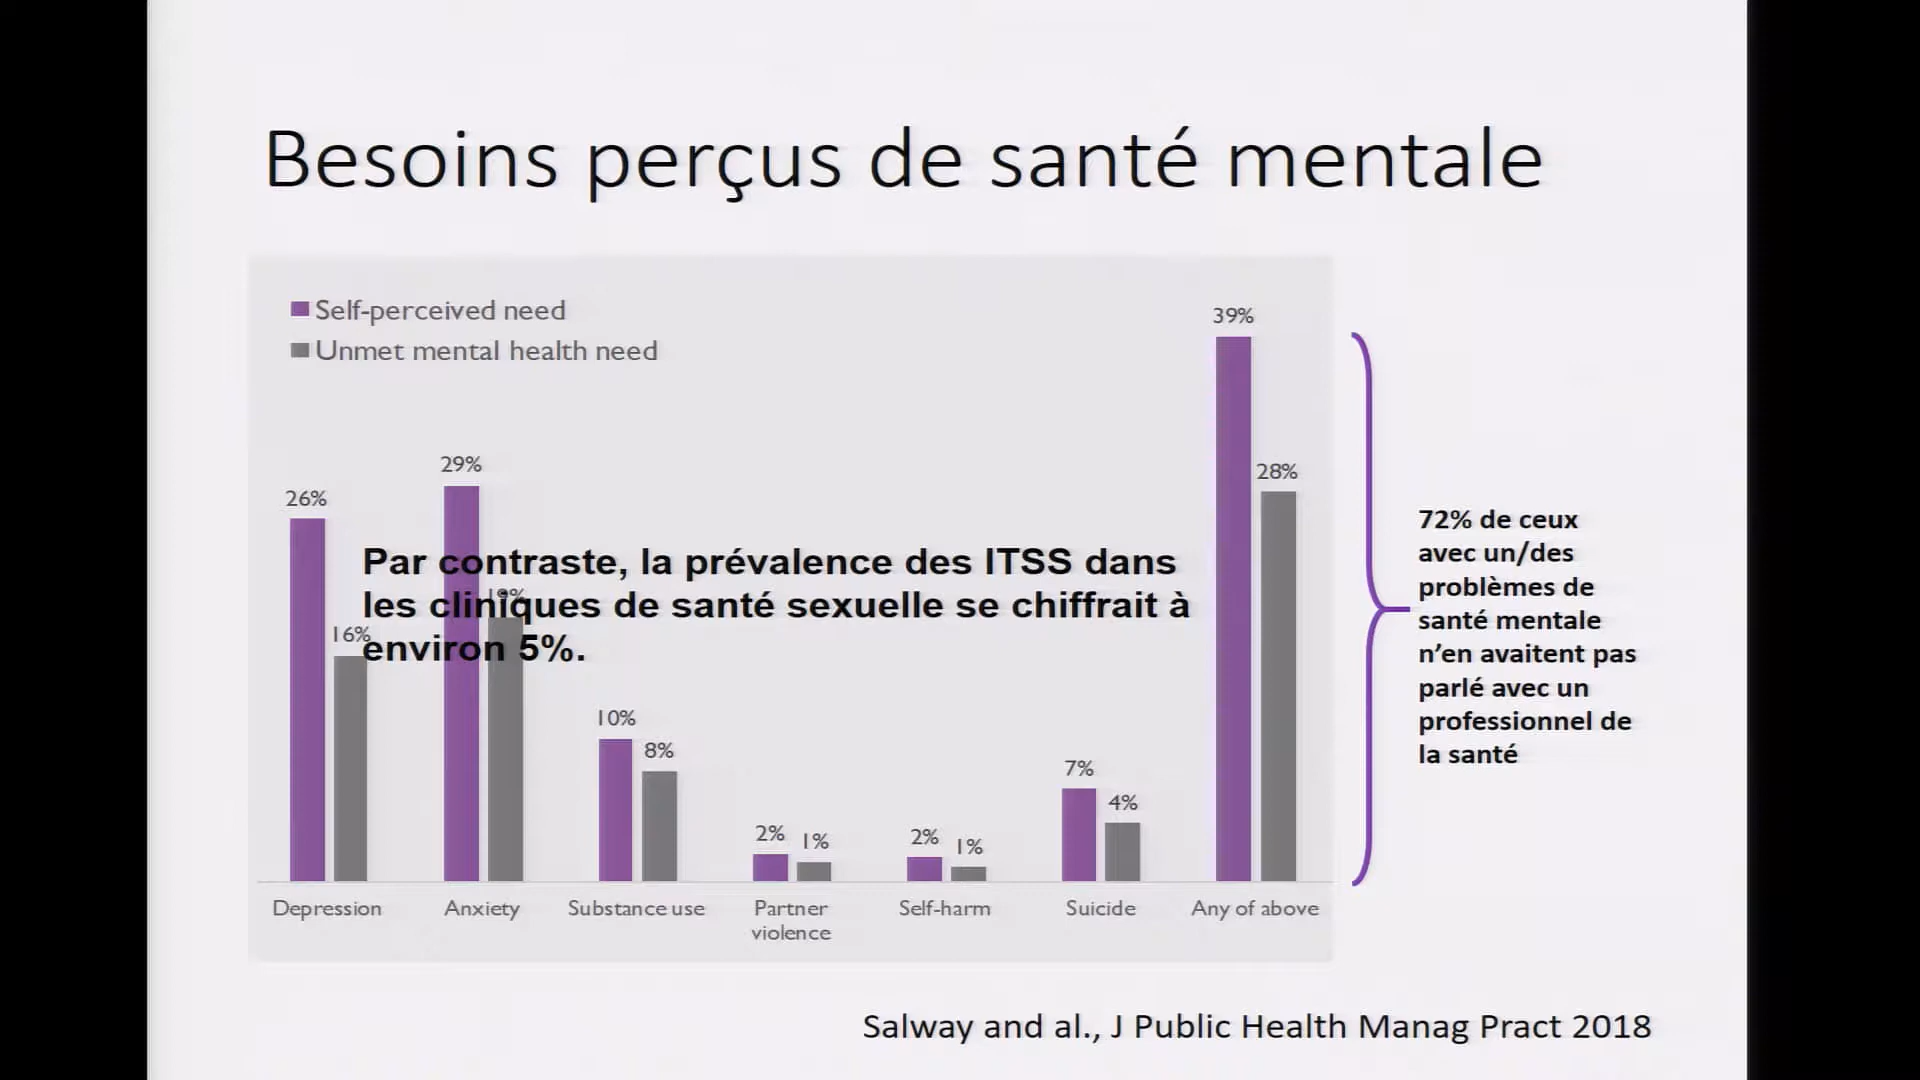 Besoins perçus de santé mentale
Self-perceived need
Unmet mental health need
39%
28%
29%
26%
16%
Par contraste, la prévalence des ITSS dans
les cliniques de santé sexuelle se chiffrait à
environ 5%.
10%
8%
2%
1%
2%
1%
7%
4%
Depression
Anxiety
Substance use
Partner
violence
Self-harm
Suicide
Any of above
72% de ceux
avec un/des
problèmes de
santé mentale
n’en avaitent pas
parlé avec un
professionnel de
la santé
Salway and al., J Public Health Manag Pract 2018